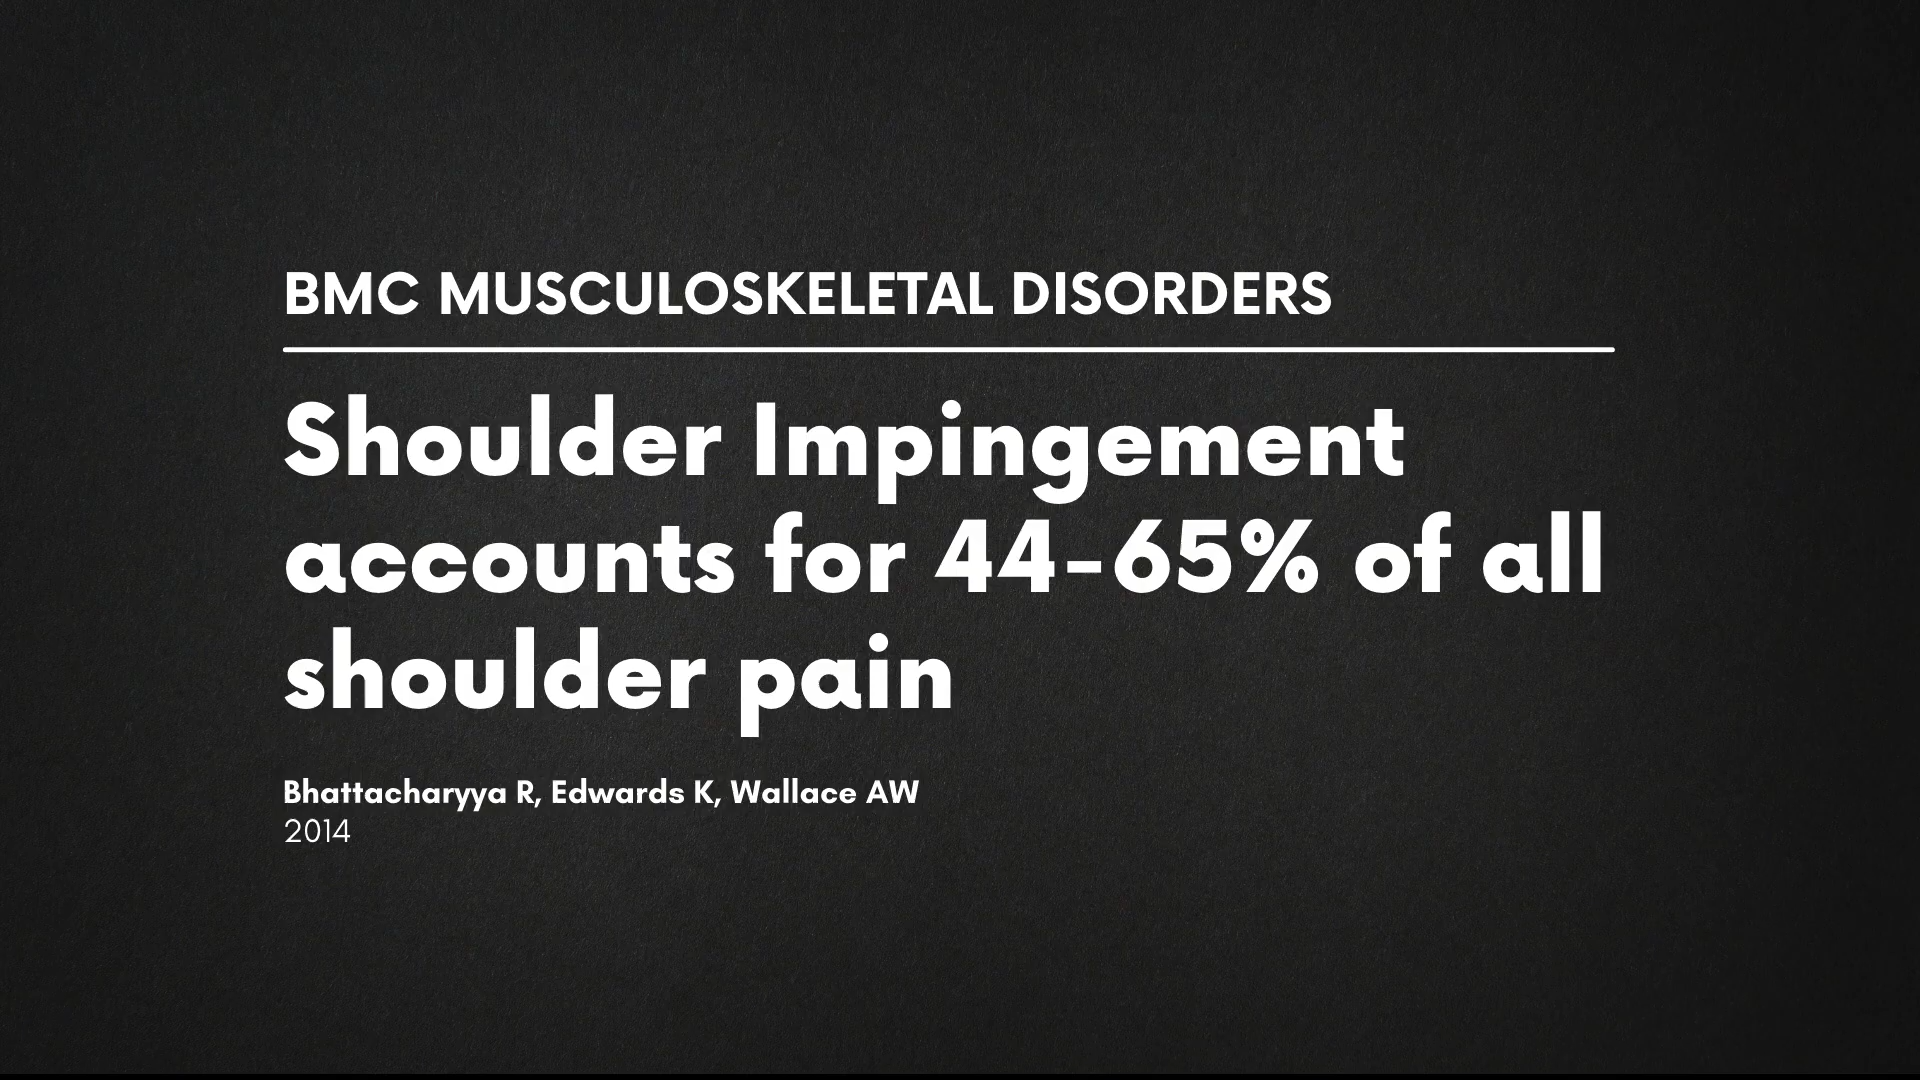 BMC MUSCULOSKELETAL DISORDERS
Shoulder Impingement
accounts for 44-65% of all
shoulder pain
Bhattacharyya R, Edwards K, Wallace AW
2014